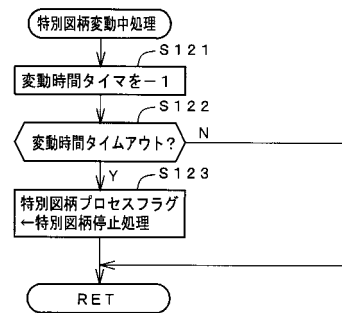 特別図柄変動中処理
S121
変動時間タイマを－1
S122
変動時間タイムアウト？
N
Y
S123
特別図柄プロセスフラグ
←特別図柄停止処理
RET